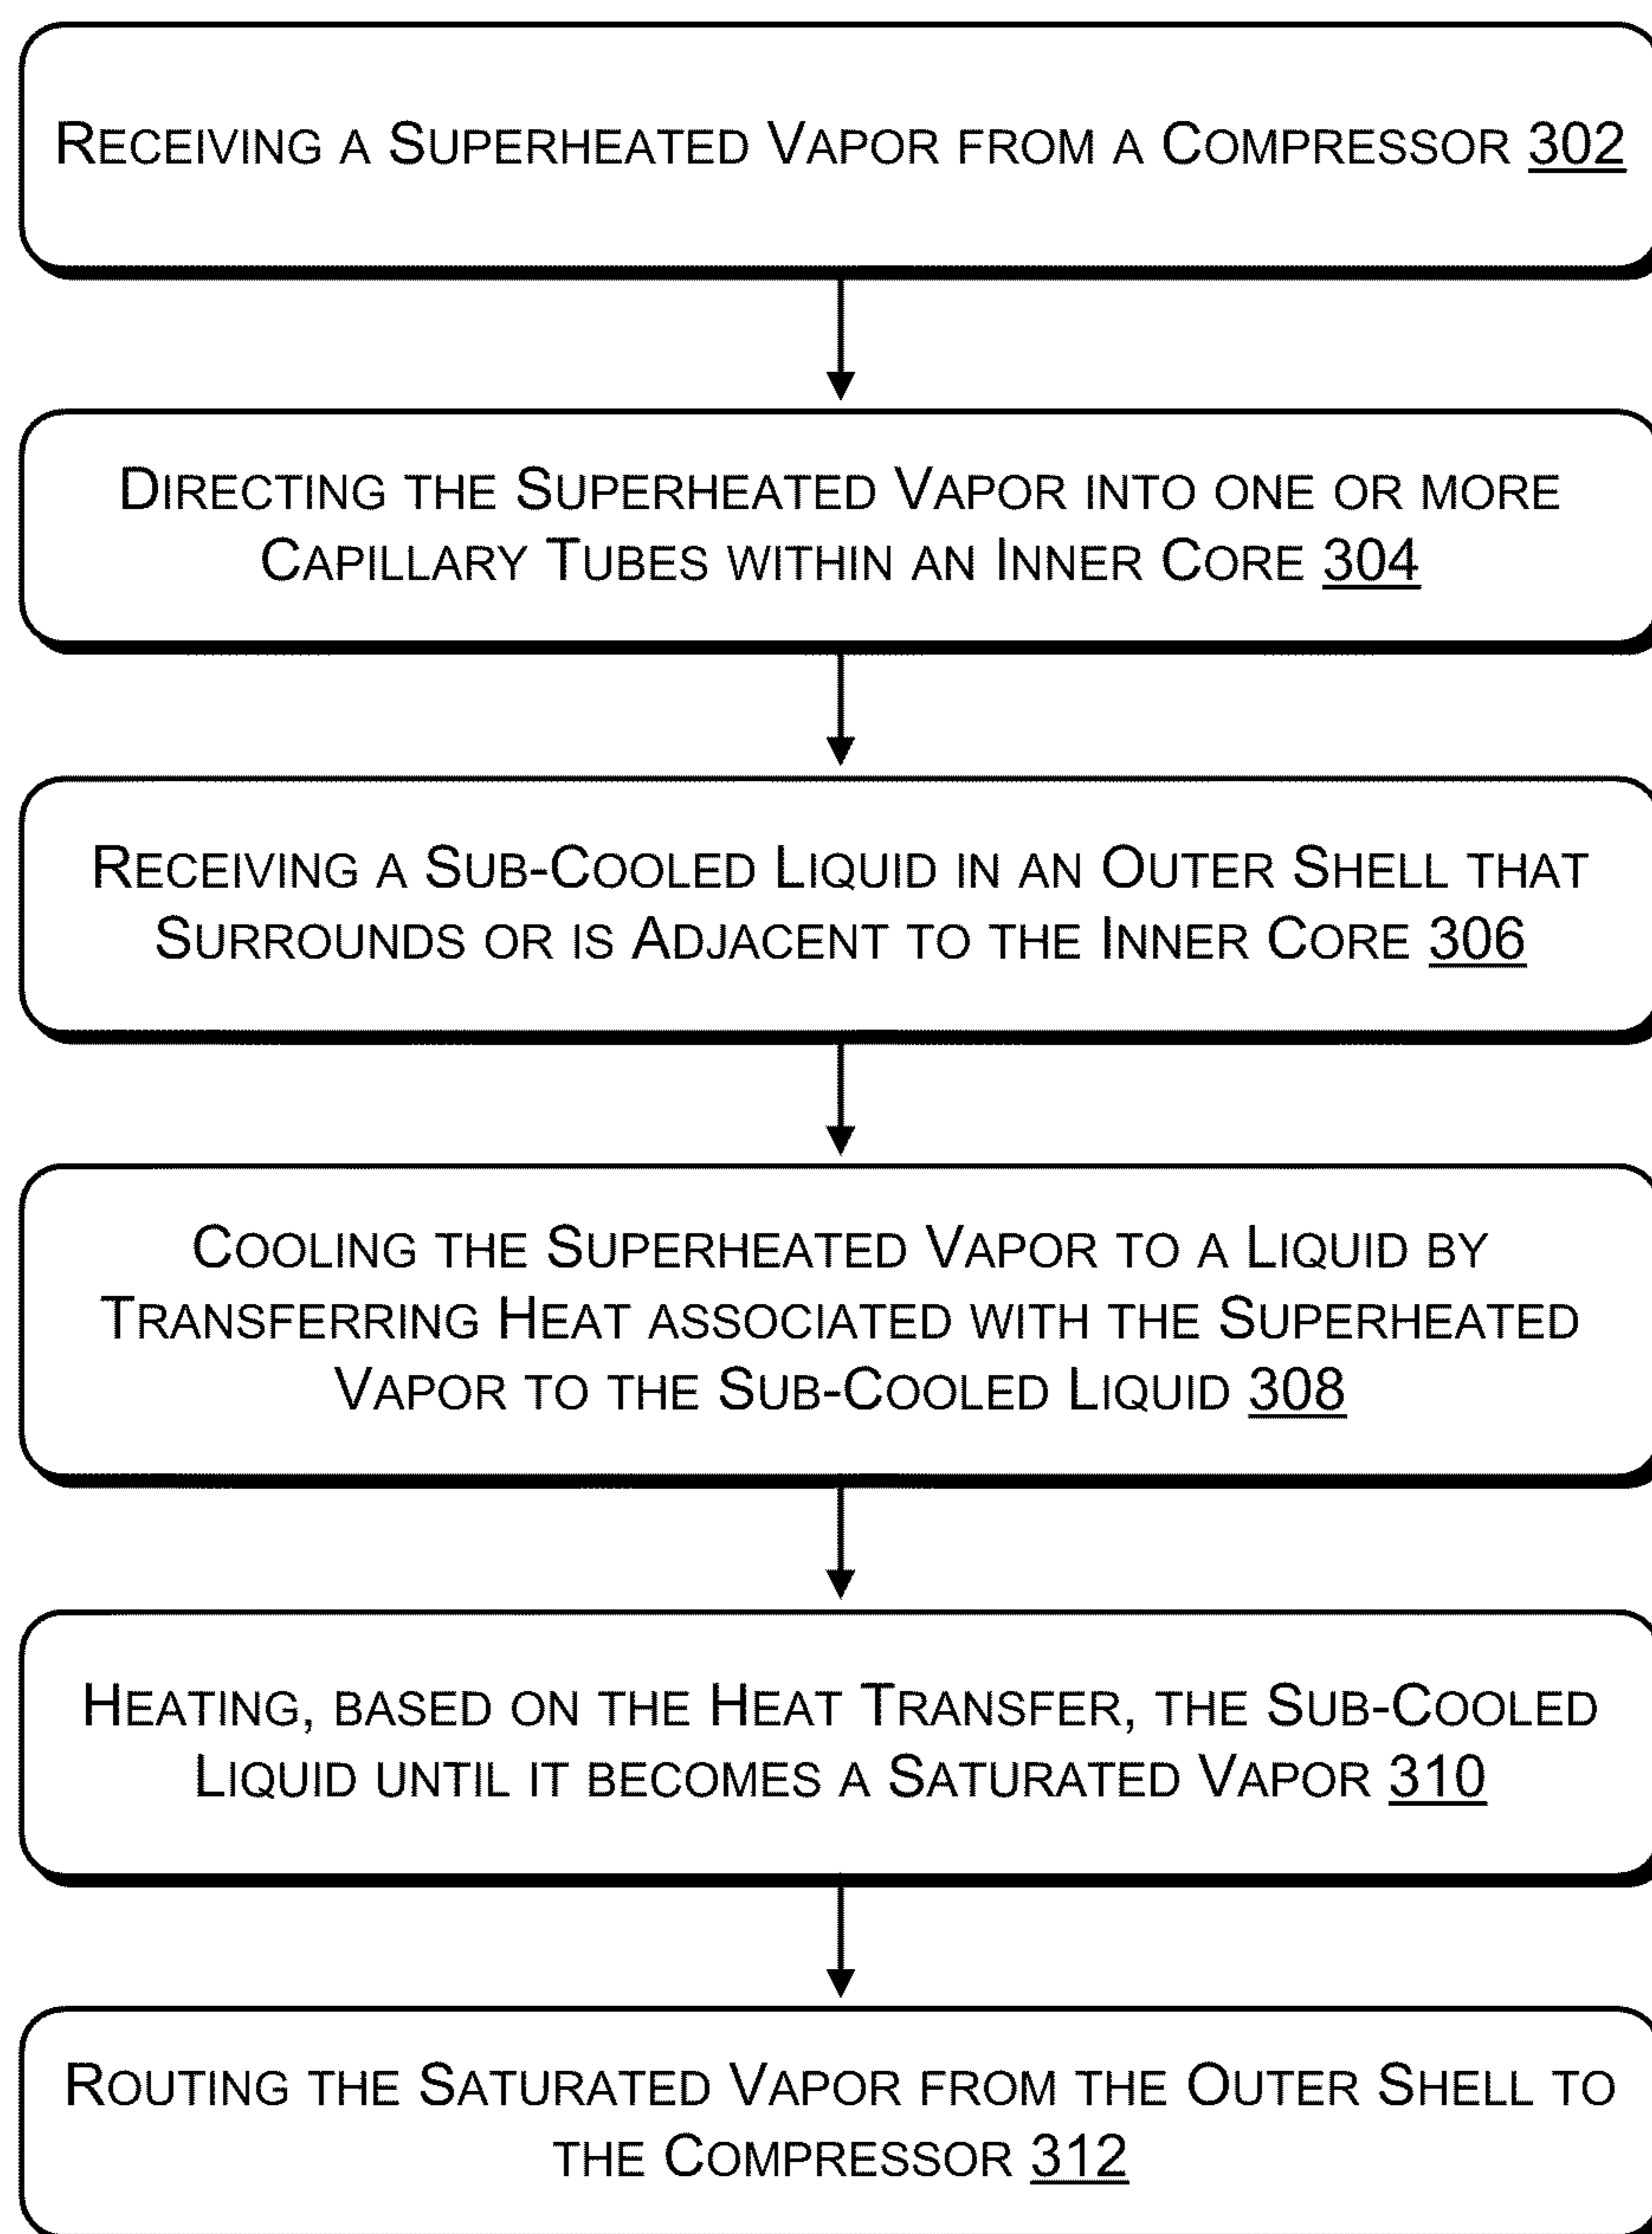 RECEIVING A SUPERHEATED VAPOR FROM A COMPRESSOR 302
DIRECTING THE SUPERHEATED VAPOR INTO ONE OR MORE
CAPILLARY TUBES WITHIN AN INNER CORE 304
RECEIVING A SUB-COOLED LIQUID IN AN OUTER SHELL THAT
SURROUNDS OR IS ADJACENT TO THE INNER CORE 306
COOLING THE SUPERHEATED VAPOR TO A LIQUID BY
TRANSFERRING HEAT ASSOCIATED WITH THE SUPERHEATED
VAPOR TO THE SUB-COOLED LIQUID 308
HEATING, BASED ON THE HEAT TRANSFER, THE SUB-COOLED
LIQUID UNTIL IT BECOMES A SATURATED VAPOR 310
ROUTING THE SATURATED VAPOR FROM THE OUTER SHELL TO
THE COMPRESSOR 312